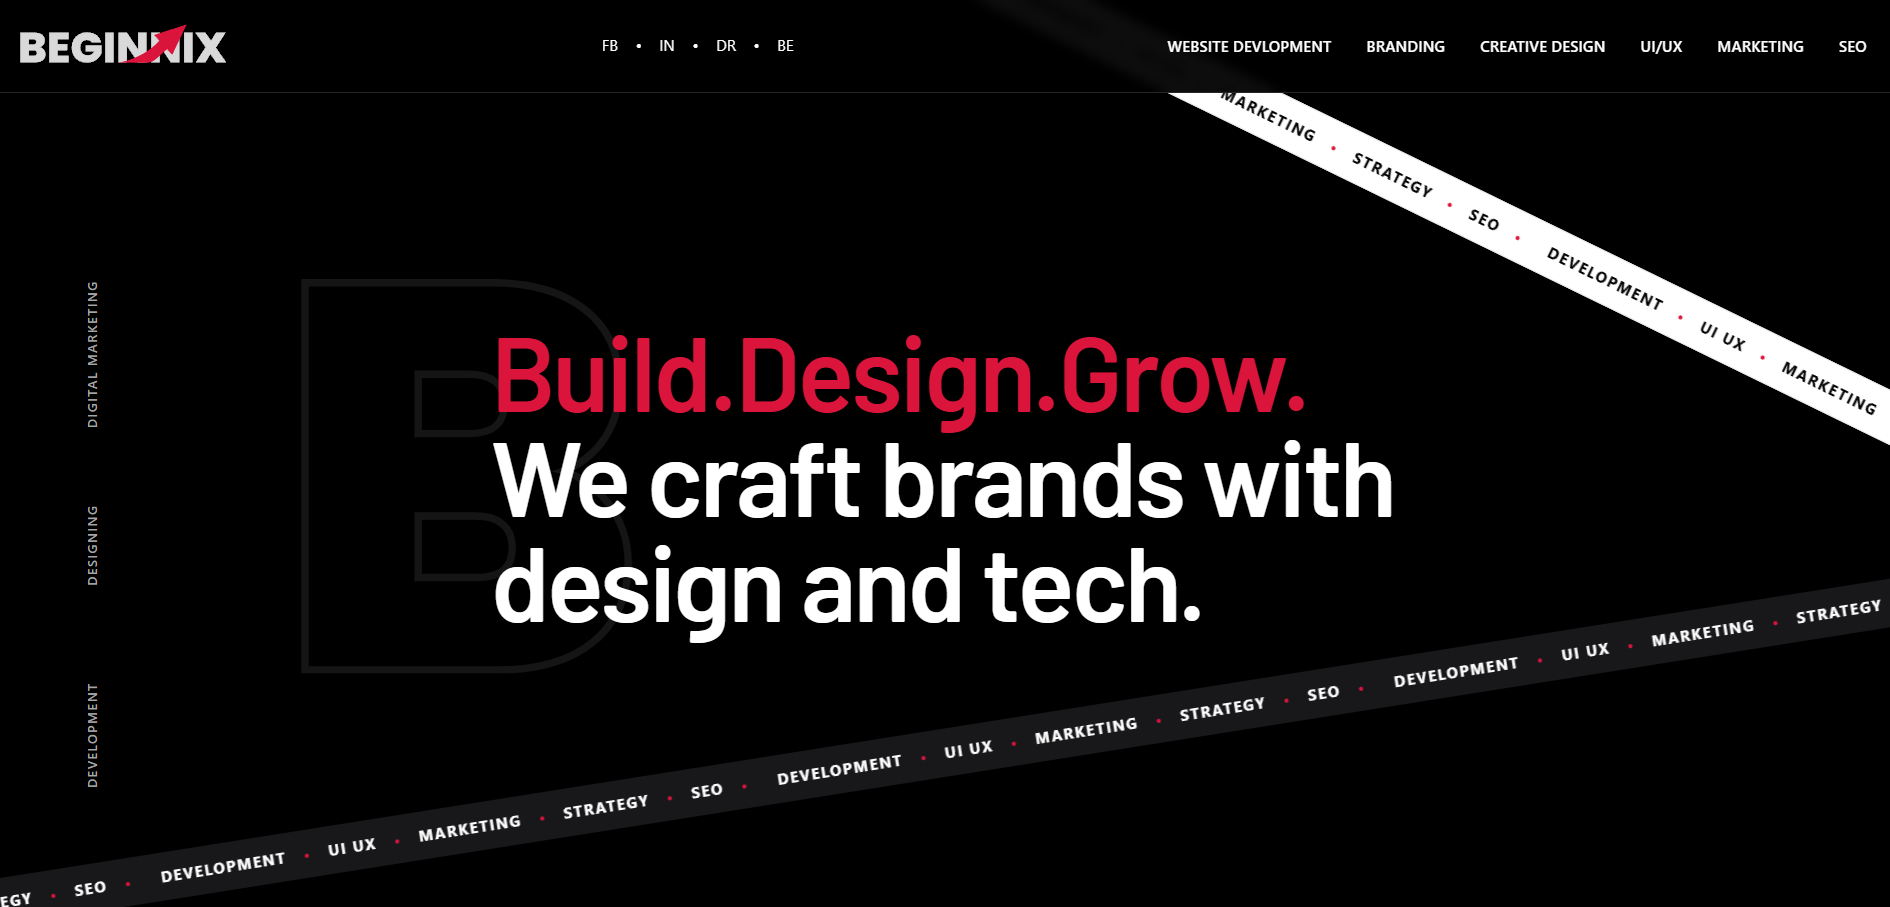 BEGINNIX
FB • IN • DR • BE
WEBSITE DEVLOPMENT BRANDING CREATIVE DESIGN UI/UX MARKETING SEO
MARKETING • STRATEGY • SEO • DEVELOPMENT • UI UX • MARKETING
DIGITAL MARKETING
DESIGNING
DEVELOPMENT
B
Build.Design.Grow.
We craft brands with
design and tech.
EGY • SEO • DEVELOPMENT • UI UX • MARKETING • STRATEGY • SEO • DEVELOPMENT • UI UX • MARKETING • STRATEGY • SEO • DEVELOPMENT • UI UX • MARKETING • STRATEGY